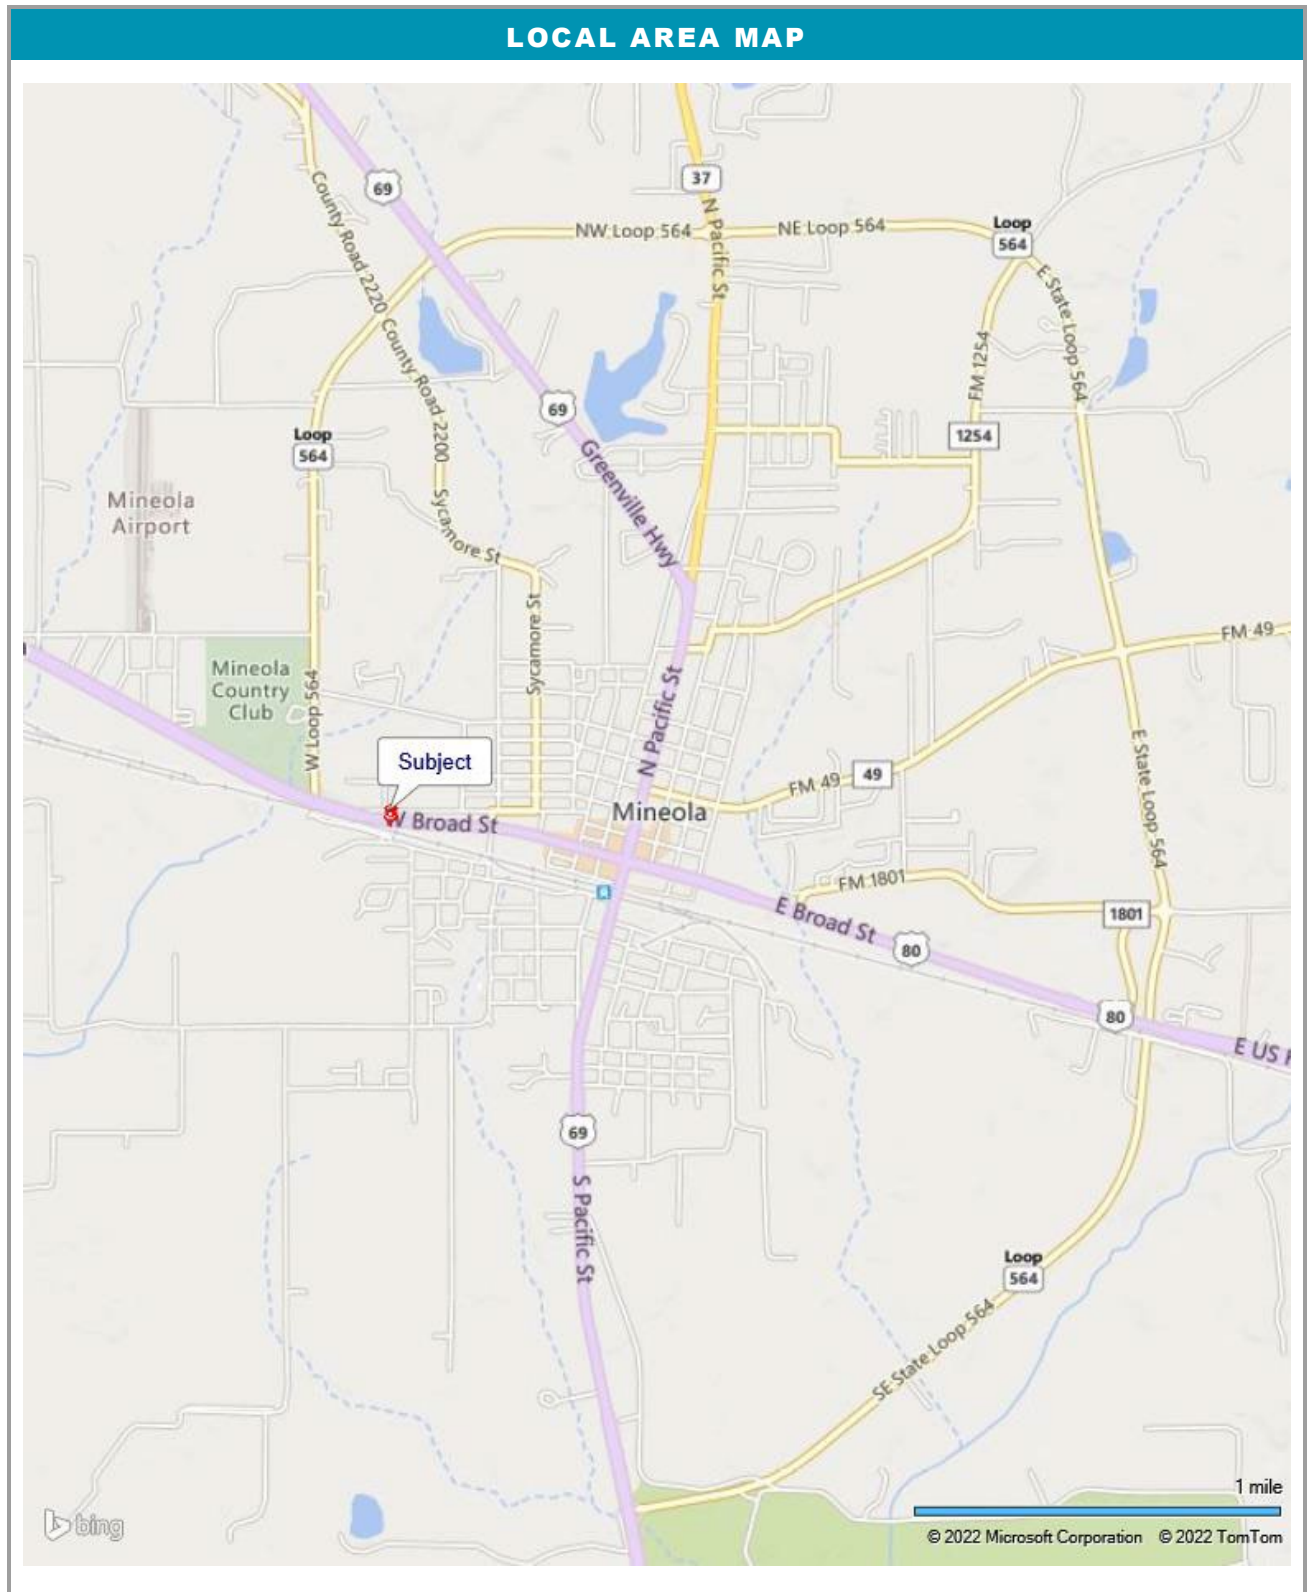 LOCAL AREA MAP
69
37
County Road 2220
N Pacific St
NW Loop 564
NE Loop 564
Loop
564
E State Loop 564
County Road 2200
FM 1254
69
1254
Loop
564
Greenville Hwy
Mineola
Airport
Sycamore St
Sycamore St
FM 49
Mineola
Country
Club
W Loop 564
N Pacific St
E State Loop 564
Subject
FM 49
49
Mineola
W Broad St
FM 1801
1801
E Broad St
80
80
E US
69
S Pacific St
Loop
564
SE State Loop 564
1 mile
bing
© 2022 Microsoft Corporation © 2022 TomTom